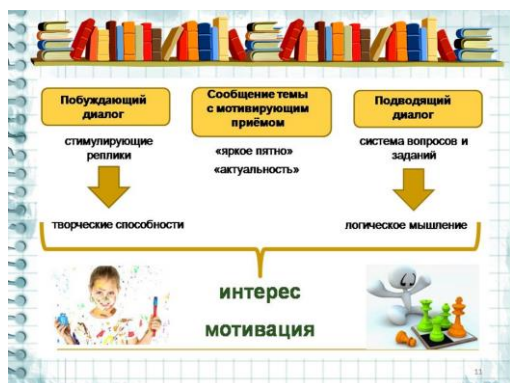 Побуждающий
диалог
стимулирующие
реплики
творческие способности
Сообщение темы
с мотивирующим
приёмом
«яркое пятно»
«актуальность»
Подводящий
диалог
система вопросов и
заданий
логическое мышление
интерес
мотивация
11